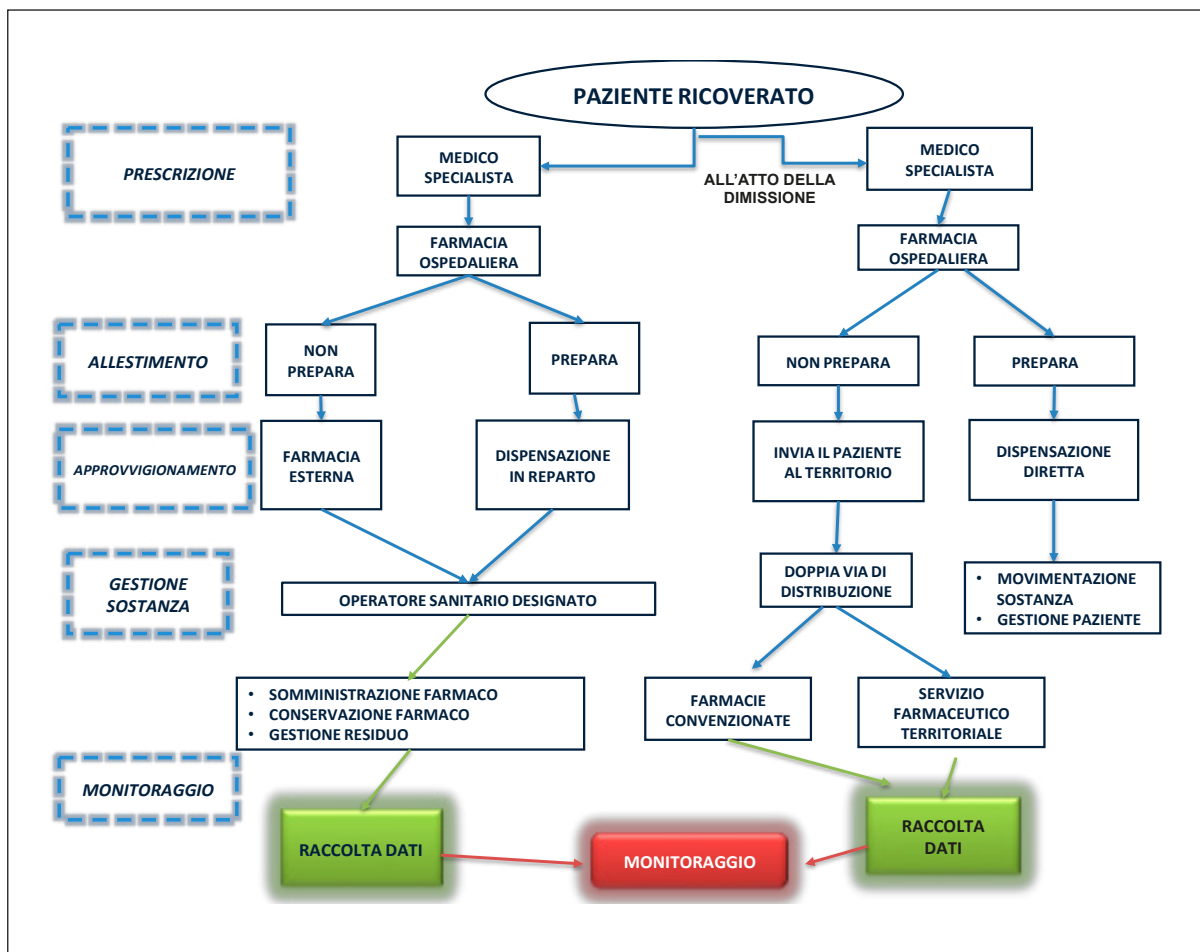 PAZIENTE RICOVERATO
PRESCRIZIONE
MEDICO
SPECIALISTA
ALL'ATTO DELLA
DIMISSIONE
MEDICO
SPECIALISTA
FARMACIA
OSPEDALIERA
FARMACIA
OSPEDALIERA
ALLESTIMENTO
NON
PREPARA
PREPARA
NON PREPARA
PREPARA
APPROVVIGIONAMENTO
FARMACIA
ESTERNA
DISPENSAZIONE
IN REPARTO
INVIA IL PAZIENTE
AL TERRITORIO
DISPENSAZIONE
DIRETTA
GESTIONE
SOSTANZA
OPERATORE SANITARIO DESIGNATO
DOPPIA VIA DI
DISTRIBUZIONE
• MOVIMENTAZIONE
SOSTANZA
• GESTIONE PAZIENTE
• SOMMINISTRAZIONE FARMACO
• CONSERVAZIONE FARMACO
• GESTIONE RESIDUO
FARMACIE
CONVENZIONATE
SERVIZIO
FARMACEUTICO
TERRITORIALE
MONITORAGGIO
RACCOLTA DATI
MONITORAGGIO
RACCOLTA
DATI